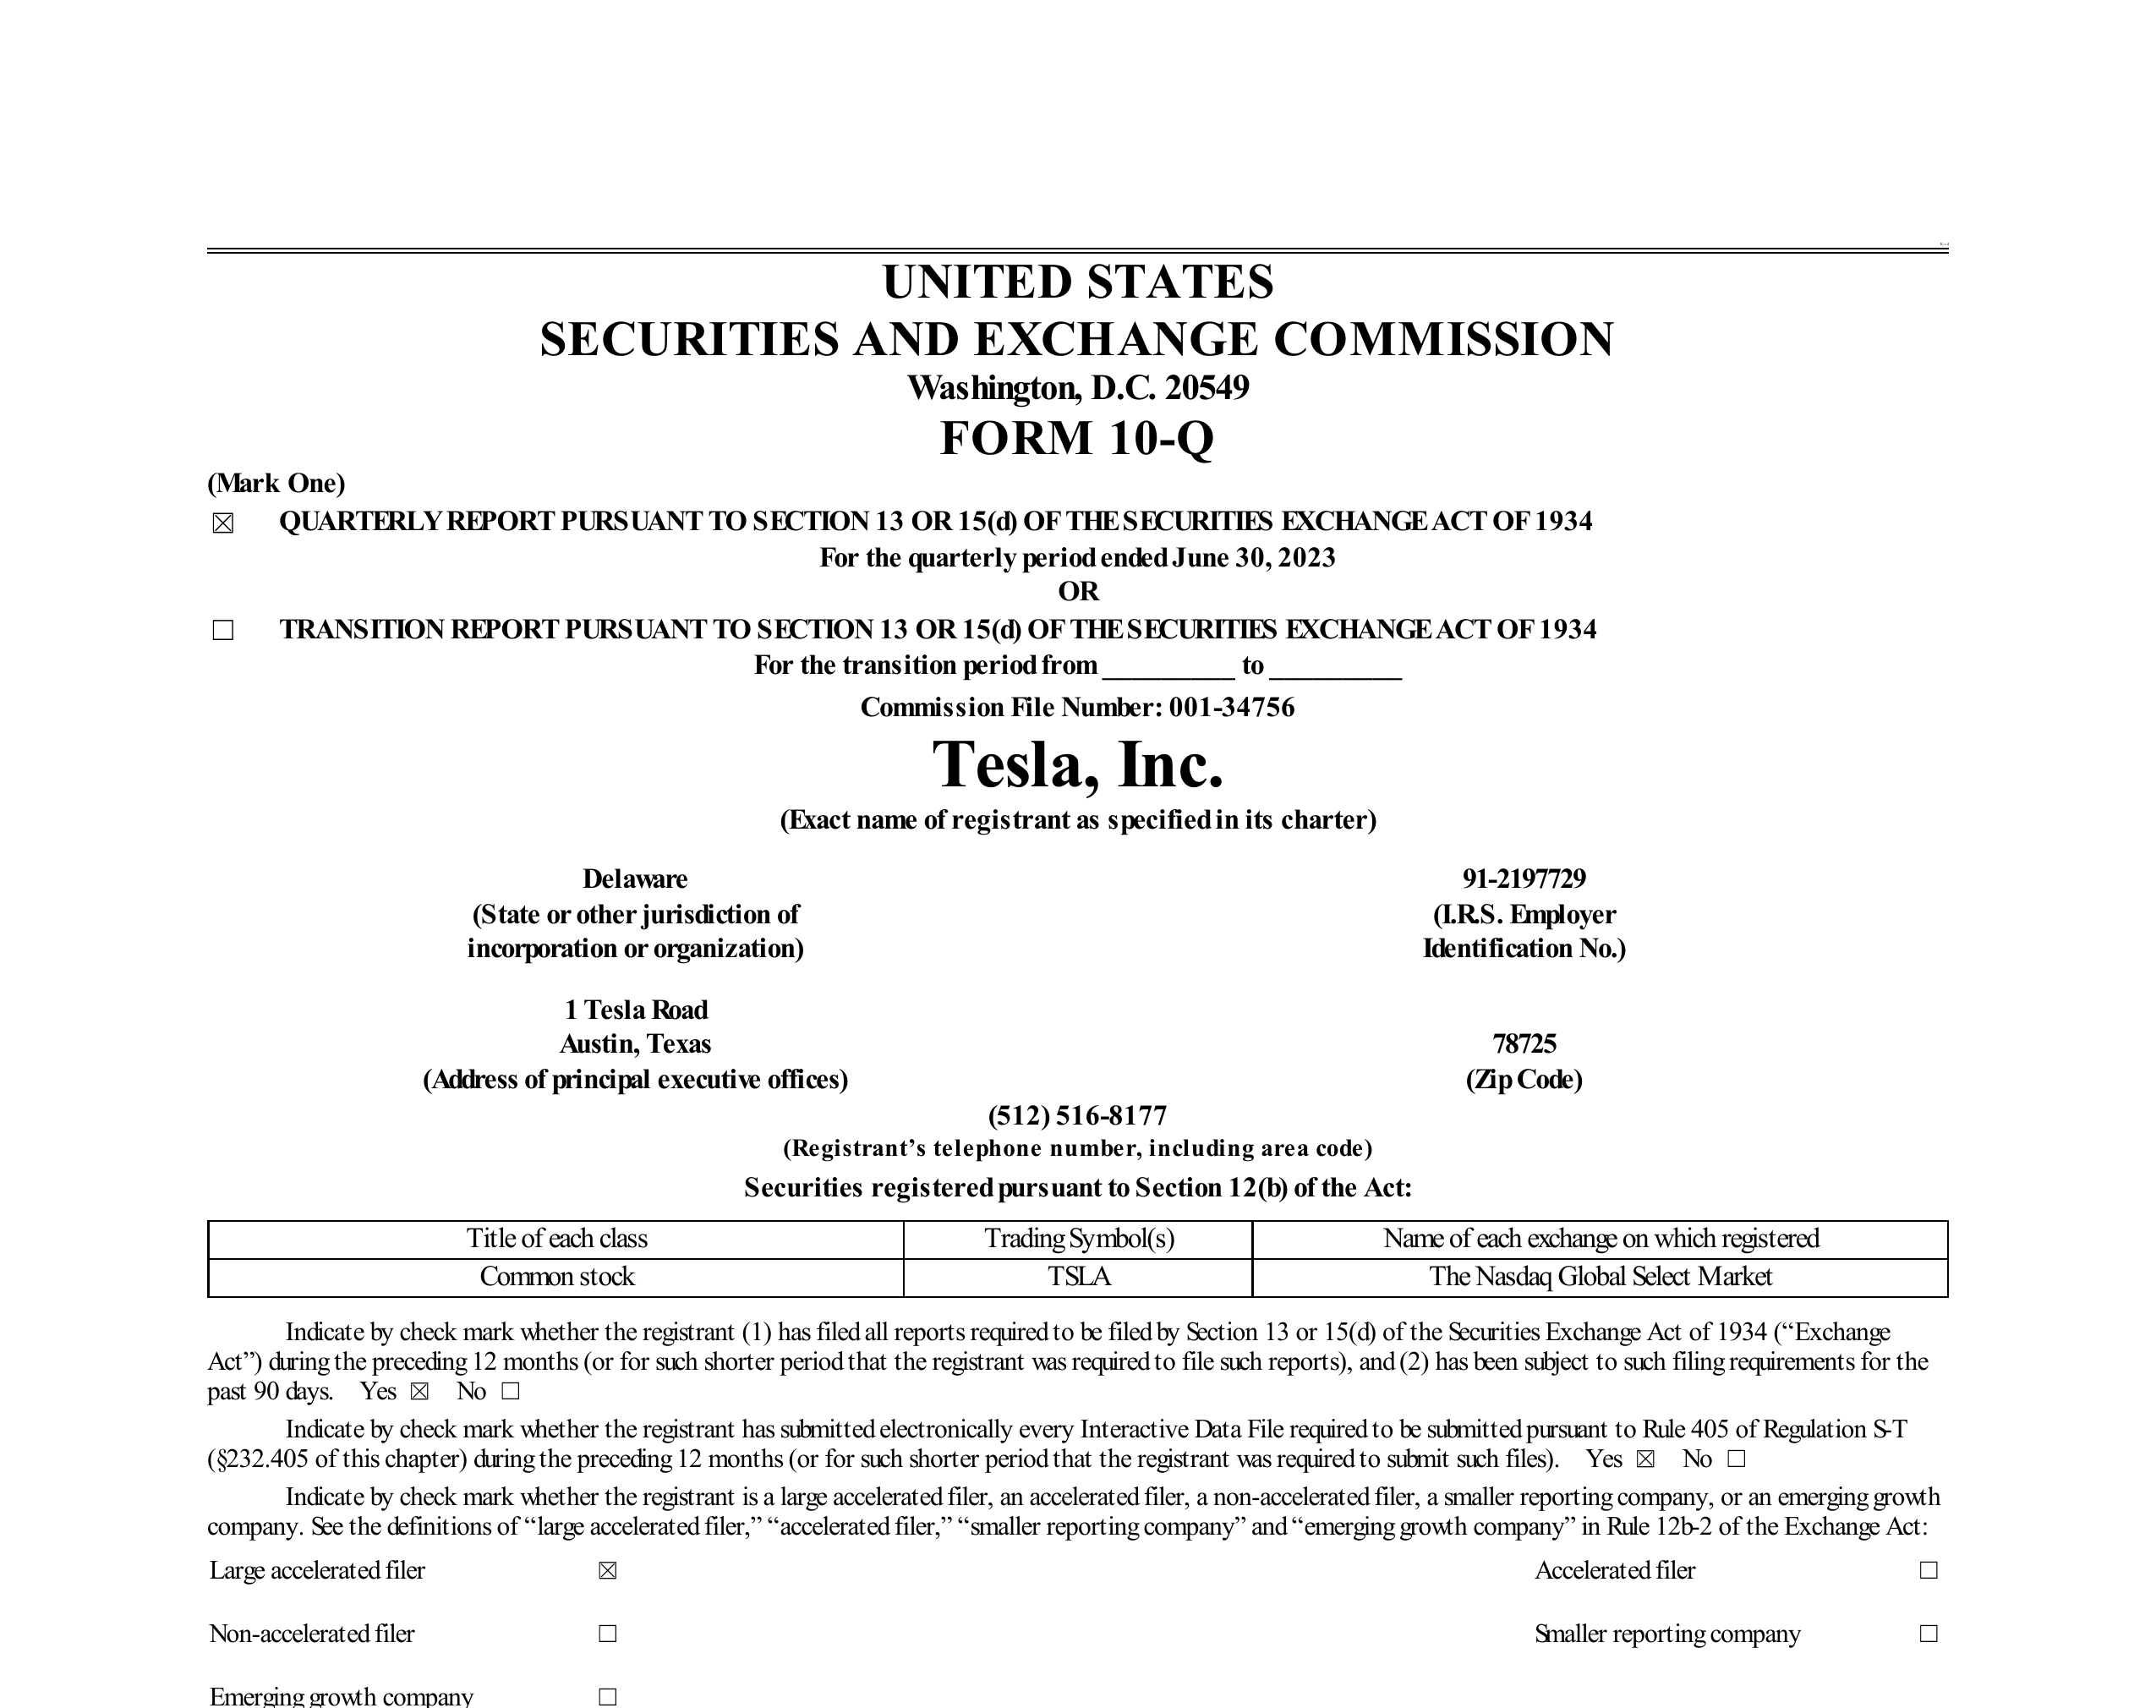 UNITED STATES
SECURITIES AND EXCHANGE COMMISSION
Washington, D.C. 20549
FORM 10-Q
(Mark One)
☒ QUARTERLY REPORT PURSUANT TO SECTION 13 OR 15(d) OF THE SECURITIES EXCHANGE ACT OF 1934
For the quarterly period ended June 30, 2023
OR
☐ TRANSITION REPORT PURSUANT TO SECTION 13 OR 15(d) OF THE SECURITIES EXCHANGE ACT OF 1934
For the transition period from _________ to _________
Commission File Number: 001-34756
Tesla, Inc.
(Exact name of registrant as specified in its charter)
Delaware 91-2197729
(State or other jurisdiction of (I.R.S. Employer
incorporation or organization) Identification No.)
1 Tesla Road
Austin, Texas 78725
(Address of principal executive offices) (Zip Code)
(512) 516-8177
(Registrant’s telephone number, including area code)
Securities registered pursuant to Section 12(b) of the Act:
Title of each class Trading Symbol(s) Name of each exchange on which registered
Common stock TSLA The Nasdaq Global Select Market
Indicate by check mark whether the registrant (1) has filed all reports required to be filed by Section 13 or 15(d) of the Securities Exchange Act of 1934 (“Exchange
Act”) during the preceding 12 months (or for such shorter period that the registrant was required to file such reports), and (2) has been subject to such filing requirements for the
past 90 days. Yes ☒ No ☐
Indicate by check mark whether the registrant has submitted electronically every Interactive Data File required to be submitted pursuant to Rule 405 of Regulation S-T
(§232.405 of this chapter) during the preceding 12 months (or for such shorter period that the registrant was required to submit such files). Yes ☒ No ☐
Indicate by check mark whether the registrant is a large accelerated filer, an accelerated filer, a non-accelerated filer, a smaller reporting company, or an emerging growth
company. See the definitions of “large accelerated filer,” “accelerated filer,” “smaller reporting company” and “emerging growth company” in Rule 12b-2 of the Exchange Act:
Large accelerated filer ☒ Accelerated filer ☐
Non-accelerated filer ☐ Smaller reporting company ☐
Emerging growth company ☐